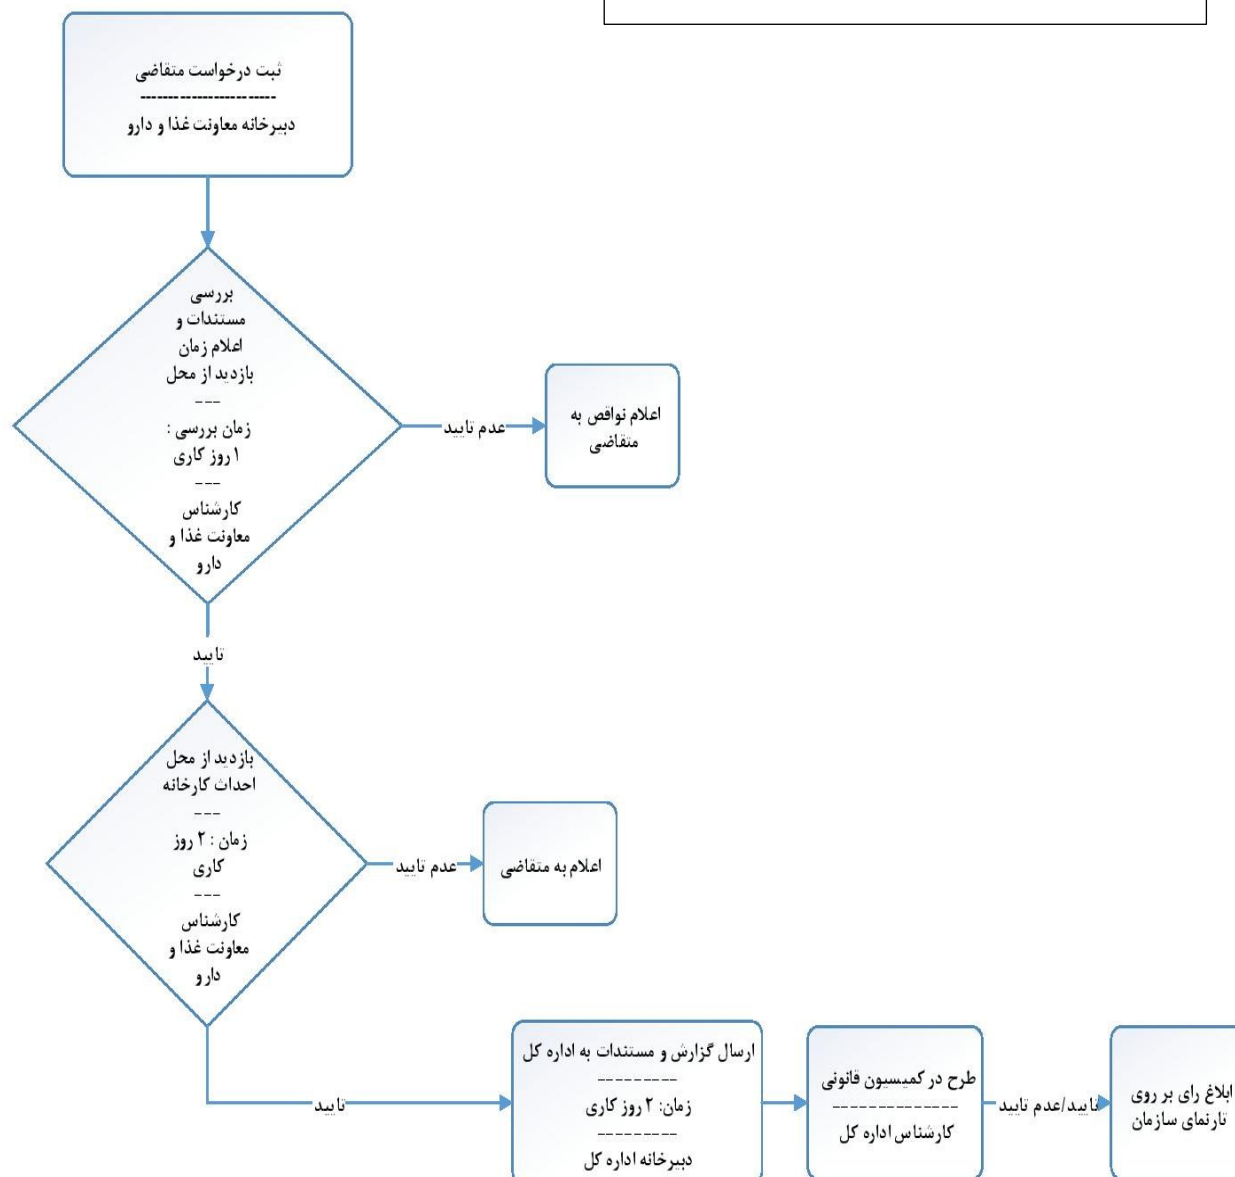 ثبت درخواست متقاضی
------------------------
دبیرخانه معاونت غذا و دارو
بررسی
مستندات و
اعلام زمان
بازدید از محل
---
زمان بررسی :
۱ روز کاری
---
کارشناس
معاونت غذا و
دارو
عدم تایید
اعلام نواقص به
متقاضی
تایید
بازدید از محل
احداث کارخانه
---
زمان : ۲ روز
کاری
---
کارشناس
معاونت غذا و
دارو
عدم تایید
اعلام به متقاضی
تایید
ارسال گزارش و مستندات به اداره کل
---------
زمان: ۲ روز کاری
---------
دبیرخانه اداره کل
طرح در کمیسیون قانونی
--------------
کارشناس اداره کل
تایید/عدم تایید
ابلاغ رای بر روی
تارنمای سازمان